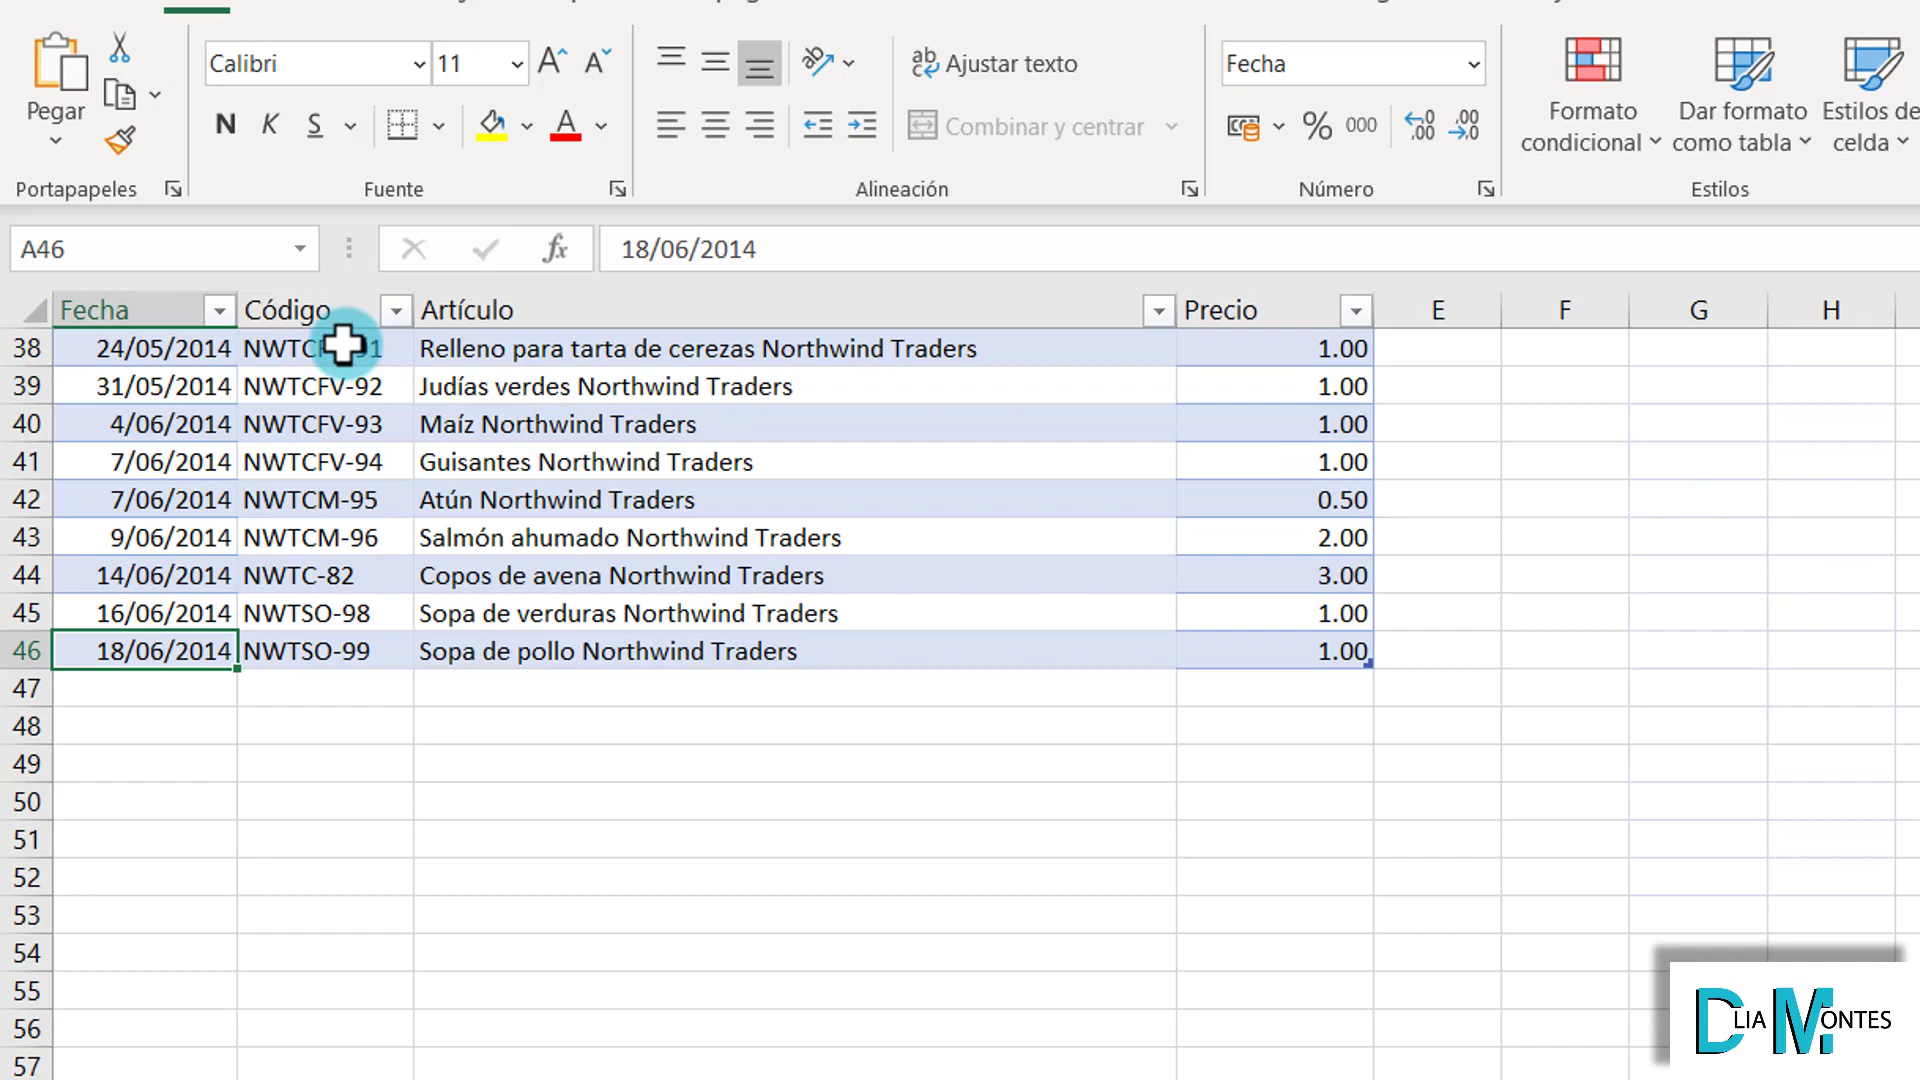 Calibri 11 Ajustar texto Fecha
Pegar N K S Combinar y centrar % 000 Formato condicional Dar formato como tabla Estilos de celda
Portapapeles Fuente Alineación Número Estilos
A46 fx 18/06/2014
Fecha Código Artículo Precio E F G H
38 24/05/2014 Relleno para tarta de cerezas Northwind Traders 1.00
39 31/05/2014 NWTCFV-92 Judías verdes Northwind Traders 1.00
40 4/06/2014 NWTCFV-93 Maíz Northwind Traders 1.00
41 7/06/2014 NWTCFV-94 Guisantes Northwind Traders 1.00
42 7/06/2014 NWTCM-95 Atún Northwind Traders 0.50
43 9/06/2014 NWTCM-96 Salmón ahumado Northwind Traders 2.00
44 14/06/2014 NWTC-82 Copos de avena Northwind Traders 3.00
45 16/06/2014 NWTSO-98 Sopa de verduras Northwind Traders 1.00
46 18/06/2014 NWTSO-99 Sopa de pollo Northwind Traders 1.00
47
48
49
50
51
52
53
54
55
56
57
DLIA MONTES